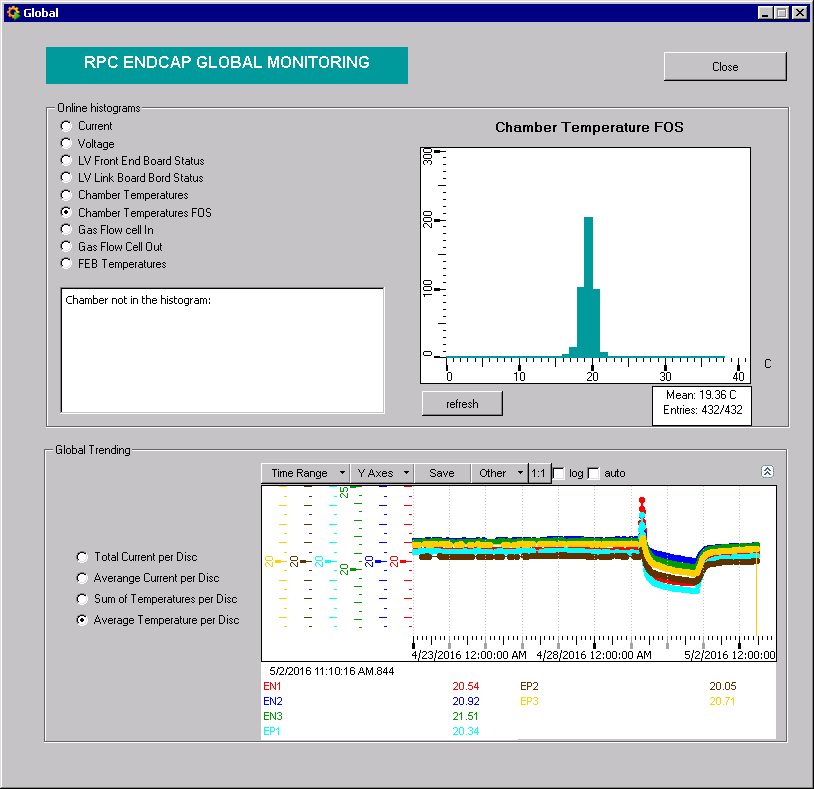 Global
RPC ENDCAP GLOBAL MONITORING
Close
Online histograms
Current
Voltage
LV Front End Board Status
LV Link Board Bord Status
Chamber Temperatures
Chamber Temperatures FOS
Gas Flow cell In
Gas Flow Cell Out
FEB Temperatures
Chamber not in the histogram:
Chamber Temperature FOS
300
200
100
0
0 10 20 30 40
C
refresh
Mean: 19.36 C
Entries: 432/432
Global Trending
Total Current per Disc
Averange Current per Disc
Sum of Temperatures per Disc
Average Temperature per Disc
Time Range Y Axes Save Other 1:1 log auto
25
20 20 20 20 20 20
4/23/2016 12:00:00 AM 4/28/2016 12:00:00 AM 5/2/2016 12:00:00
5/2/2016 11:10:16 AM.844
EN1 20.54 EP2 20.05
EN2 20.92 EP3 20.71
EN3 21.51
EP1 20.34